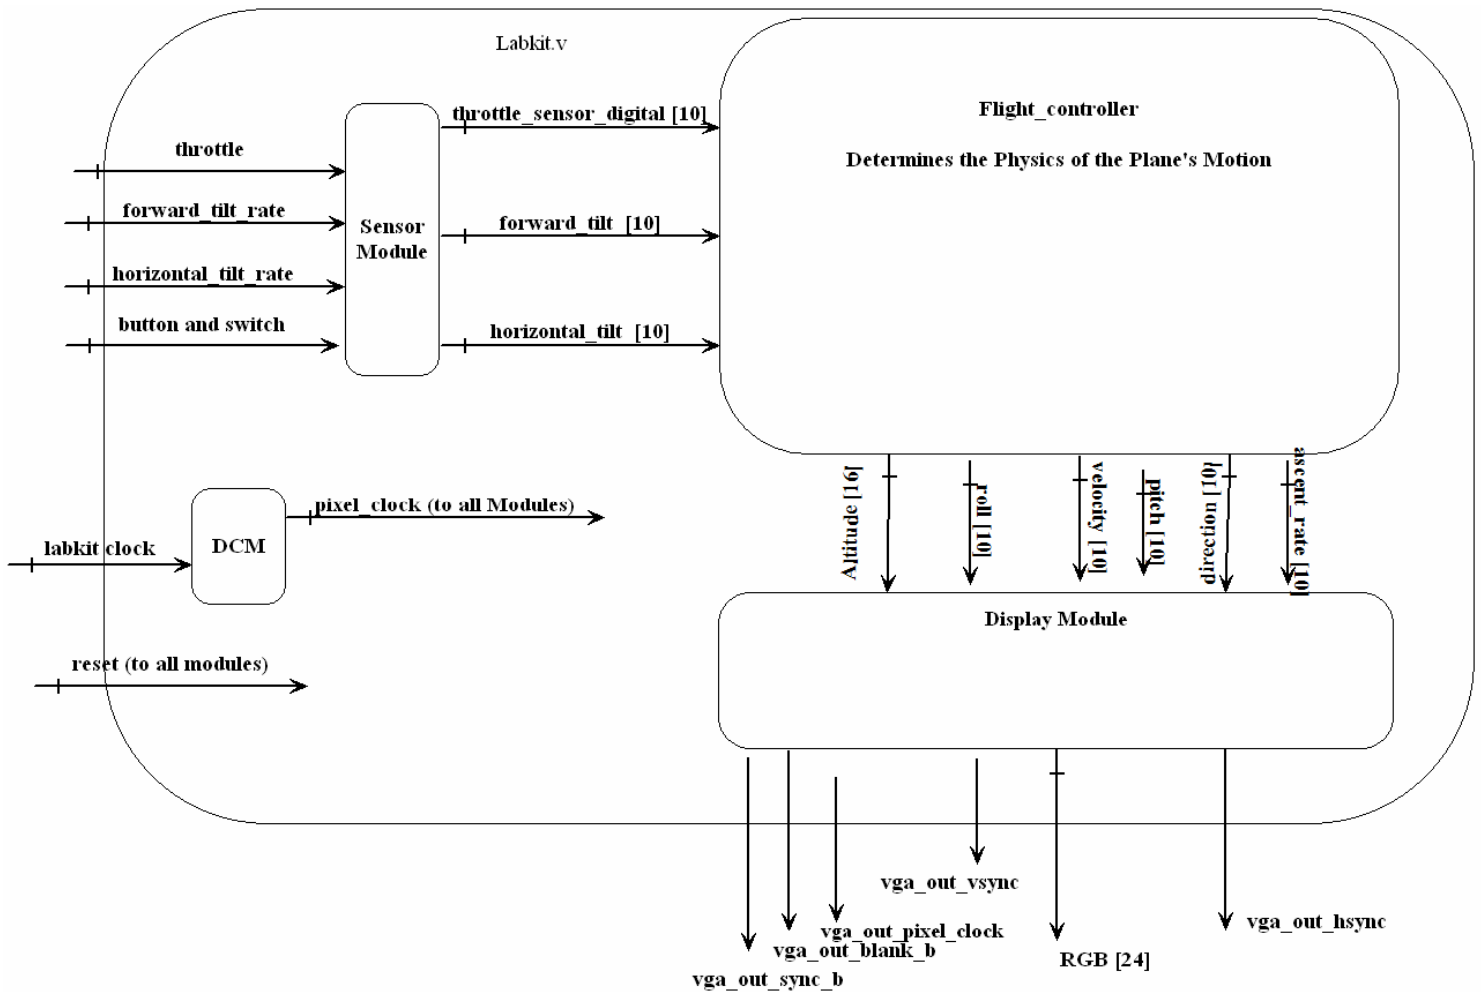 Labkit.v
throttle_sensor_digital [10]
Flight_controller
throttle
Determines the Physics of the Plane's Motion
forward_tilt_rate
Sensor
Module
forward_tilt [10]
horizontal_tilt_rate
button and switch
horizontal_tilt [10]
Altitude [16]
roll [10]
velocity [10]
pitch [10]
direction [10]
ascent_rate [10]
pixel_clock (to all Modules)
labkit clock
DCM
Display Module
reset (to all modules)
vga_out_vsync
vga_out_pixel_clock
vga_out_hsync
vga_out_blank_b
RGB [24]
vga_out_sync_b